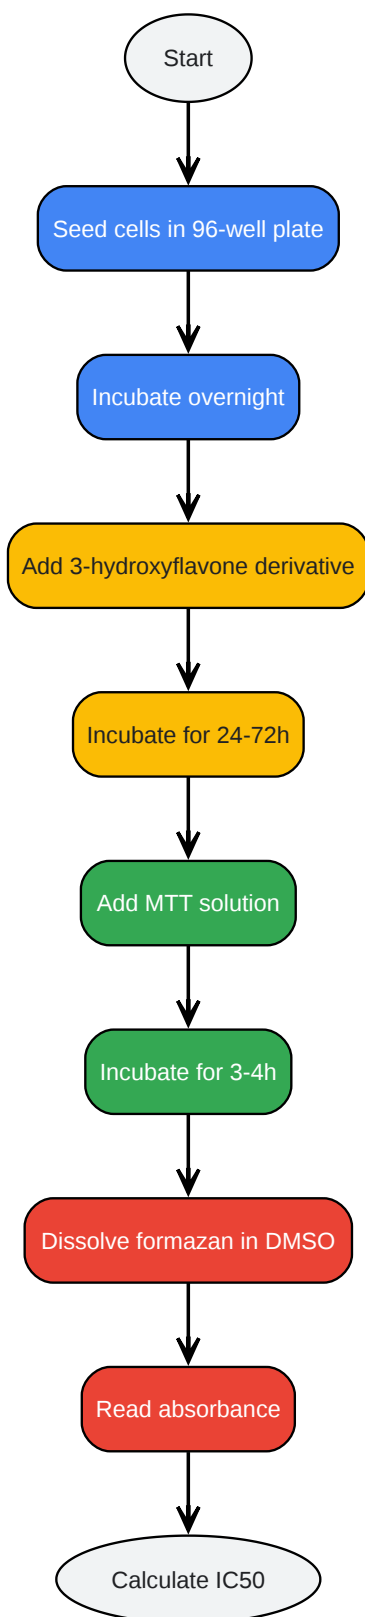 Start
Seed cells in 96-well plate
Incubate overnight
Add 3-hydroxyflavone derivative
Incubate for 24-72h
Add MTT solution
Incubate for 3-4h
Dissolve formazan in DMSO
Read absorbance
Calculate IC50